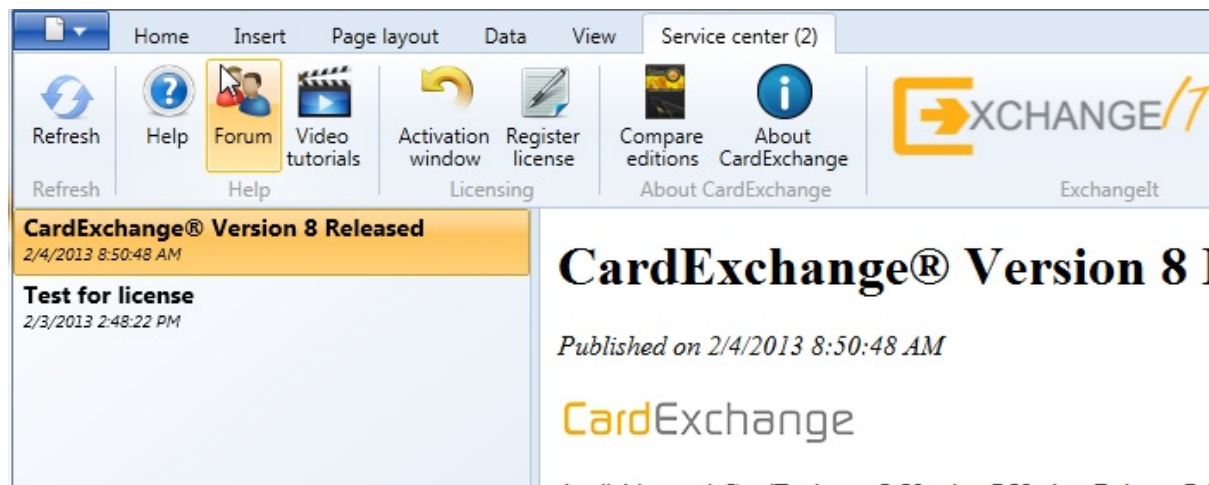 Home Insert Page layout Data View Service center (2)
Refresh Help Forum Video tutorials Activation window Register license Compare editions About CardExchange
EXCHANGE/
Refresh Help Licensing About CardExchange ExchangeIt
CardExchange® Version 8 Released
2/4/2013 8:50:48 AM
Test for license
2/3/2013 2:48:22 PM
CardExchange® Version 8
Published on 2/4/2013 8:50:48 AM
CardExchange